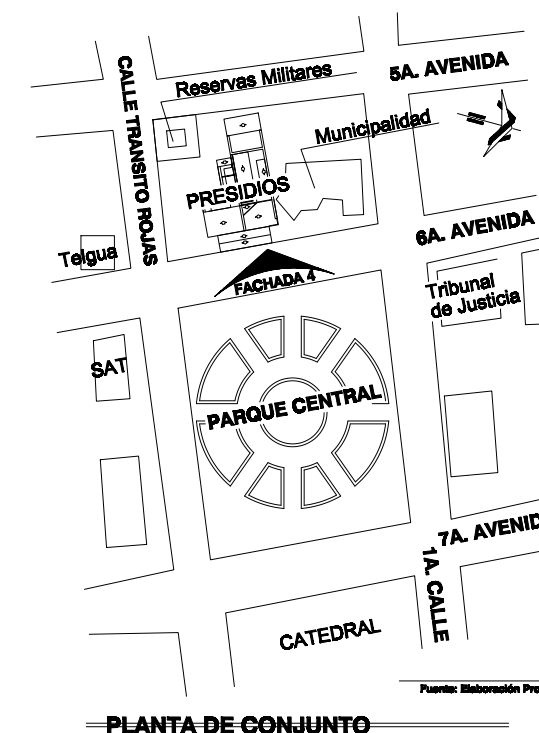 CALLE TRANSITO ROJAS
Reservas Militares
5A. AVENIDA
Municipalidad
PRESIDIOS
6A. AVENIDA
Telgua
FACHADA 4
Tribunal
de Justicia
SAT
PARQUE CENTRAL
7A. AVENID
1A. CALLE
CATEDRAL
Fuente: Elaboración Pro
PLANTA DE CONJUNTO